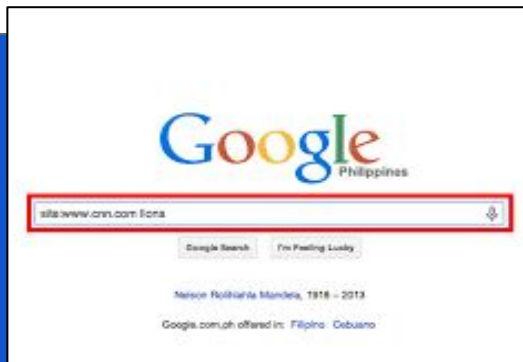 Google
Philippines
site:www.cnn.com lions
Google Search I'm Feeling Lucky
Nelson Rolihlahla Mandela, 1918 – 2013
Google.com.ph offered in: Filipino Cebuano